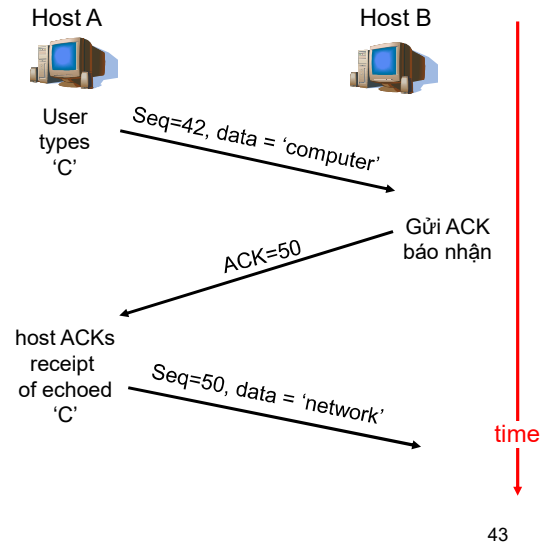 Host A
Host B
User
types
‘C’
Seq=42, data = ‘computer’
Gửi ACK
báo nhận
ACK=50
host ACKs
receipt
of echoed
‘C’
Seq=50, data = ‘network’
time
43